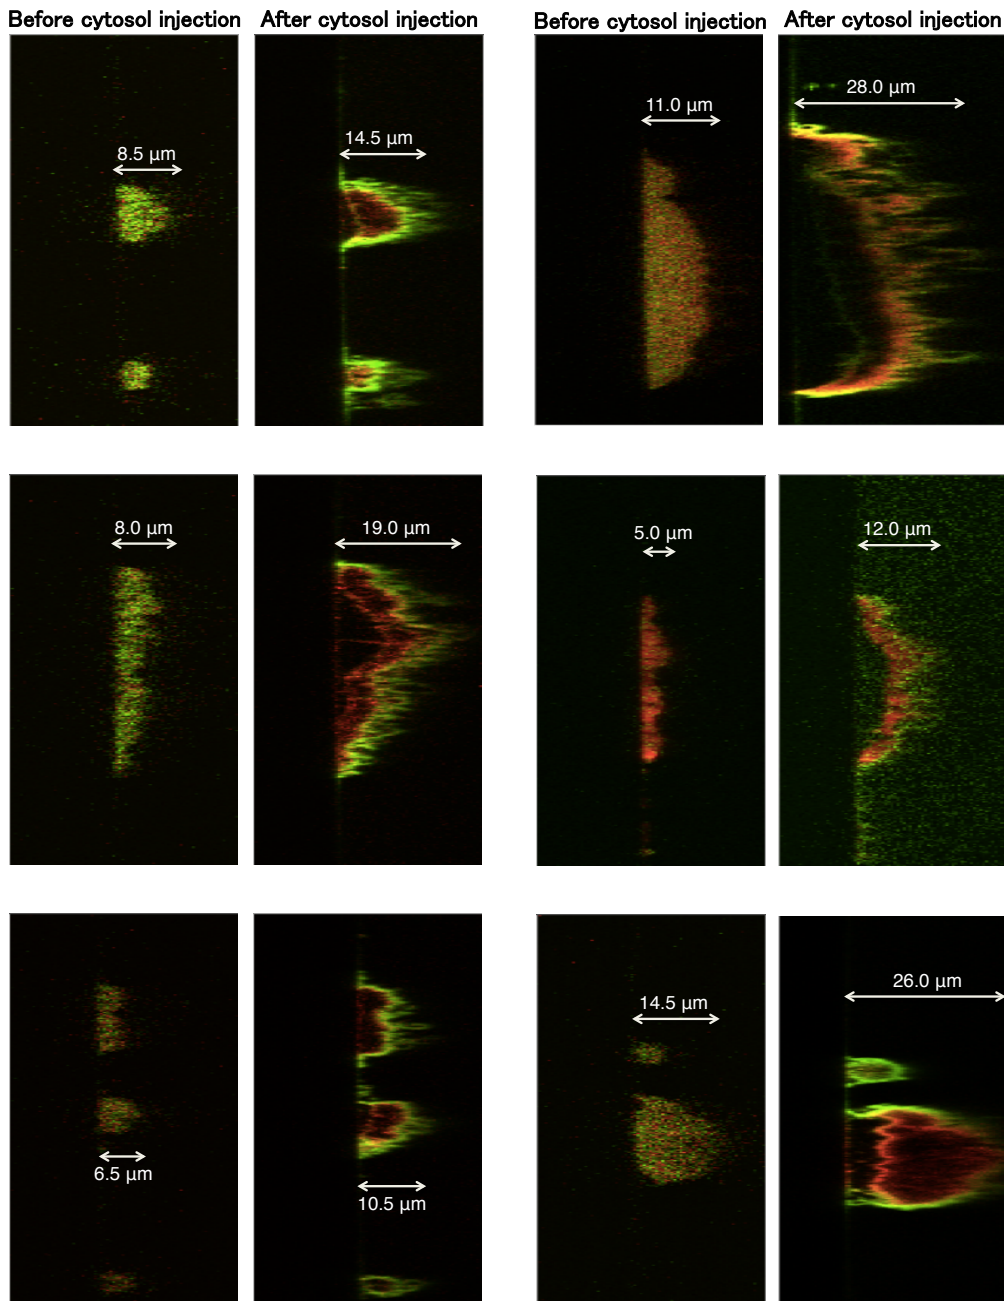 Before cytosol injection After cytosol injection Before cytosol injection After cytosol injection
8.5 µm 14.5 µm 11.0 µm 28.0 µm
8.0 µm 19.0 µm 5.0 µm 12.0 µm
6.5 µm 10.5 µm 14.5 µm 26.0 µm